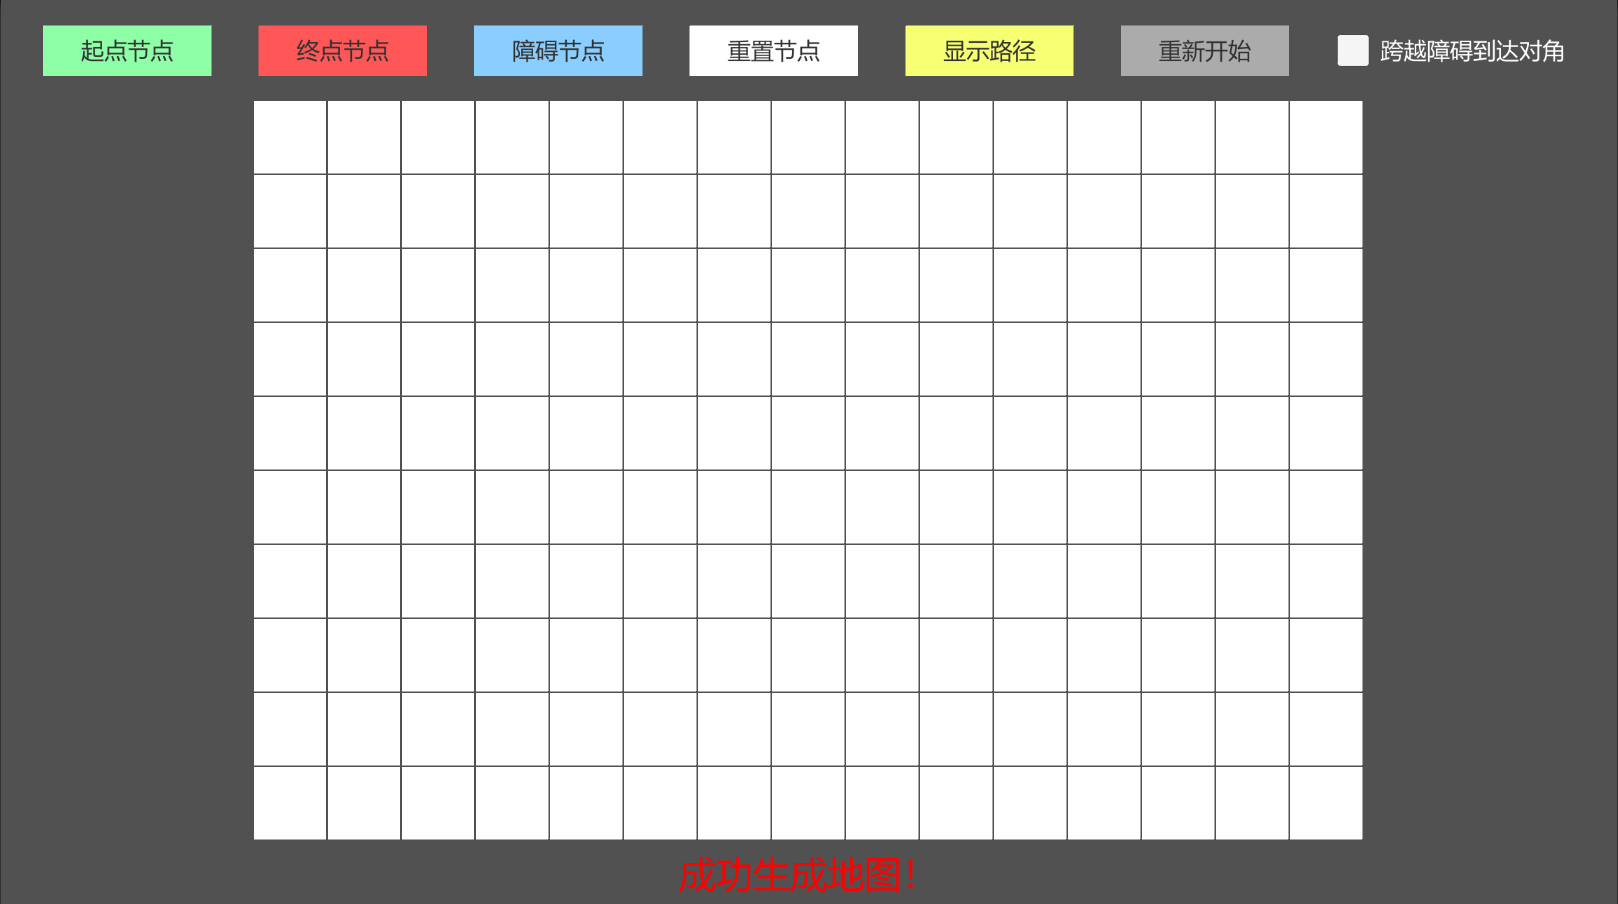 起点节点
终点节点
障碍节点
重置节点
显示路径
重新开始
跨越障碍到达对角
成功生成地图！